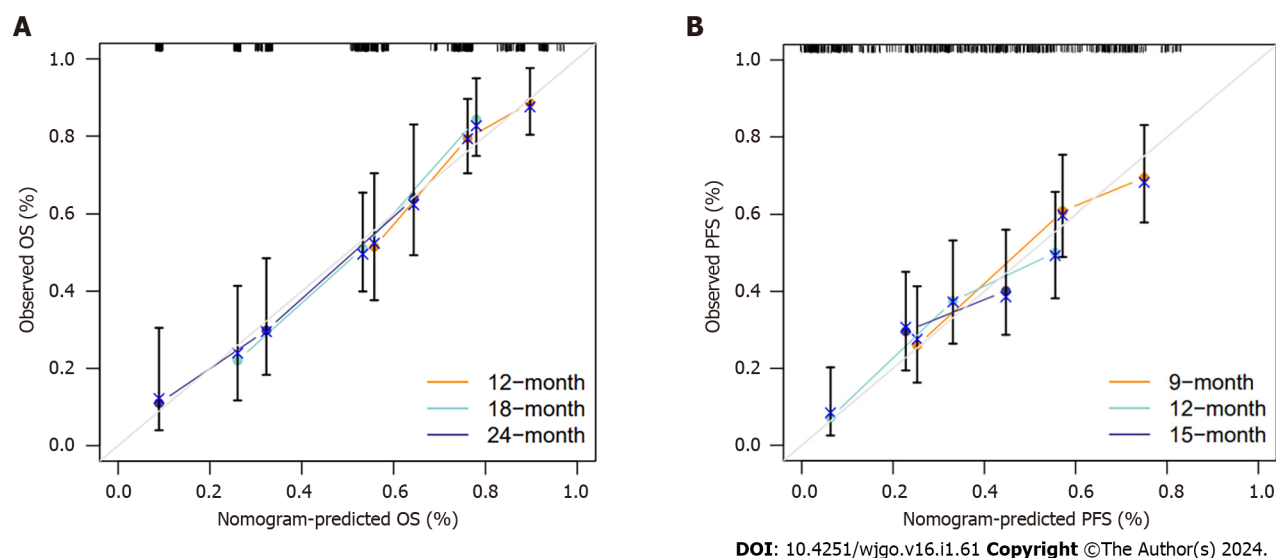 A
B
1.0
0.8
0.6
0.4
0.2
0.0
Observed OS (%)
12−month
18−month
24−month
0.0 0.2 0.4 0.6 0.8 1.0
Nomogram-predicted OS (%)
1.0
0.8
0.6
0.4
0.2
0.0
Observed PFS (%)
9−month
12−month
15−month
0.0 0.2 0.4 0.6 0.8 1.0
Nomogram-predicted PFS (%)
DOI: 10.4251/wjgo.v16.i1.61 Copyright ©The Author(s) 2024.